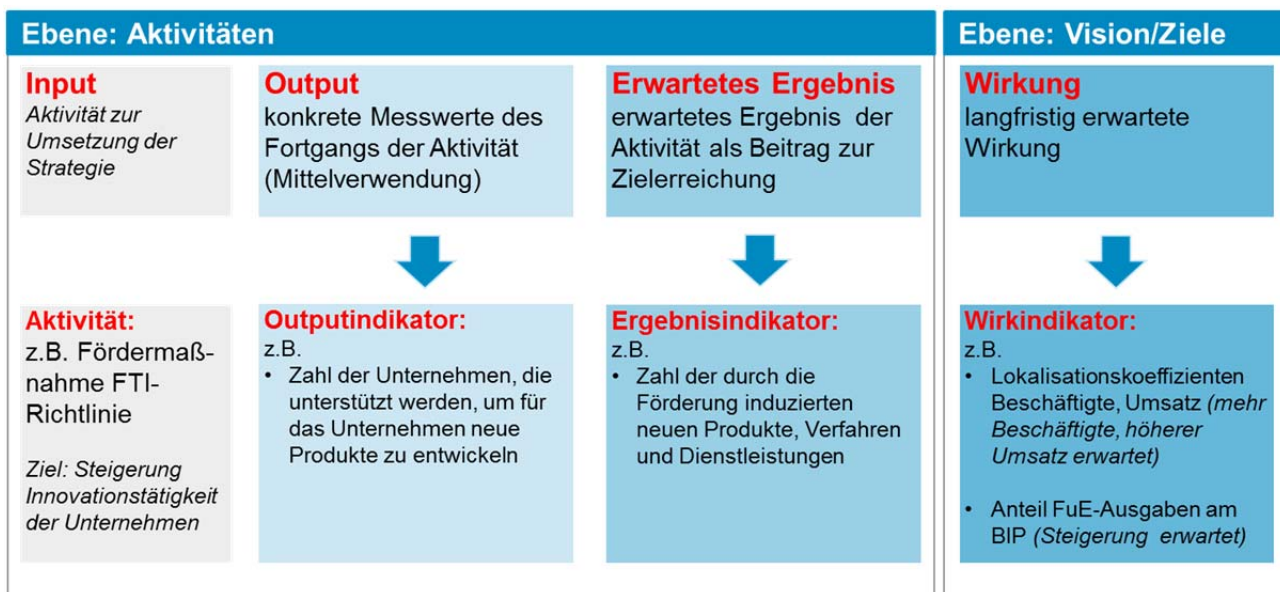 Ebene: Aktivitäten
Input
Aktivität zur
Umsetzung der
Strategie
Output
konkrete Messwerte des
Fortgangs der Aktivität
(Mittelverwendung)
Erwartetes Ergebnis
erwartetes Ergebnis der
Aktivität als Beitrag zur
Zielerreichung
Aktivität:
z.B. Fördermaß-
nahme FTI-
Richtlinie
Ziel: Steigerung
Innovationstätigkeit
der Unternehmen
Outputindikator:
z.B.
• Zahl der Unternehmen, die
unterstützt werden, um für
das Unternehmen neue
Produkte zu entwickeln
Ergebnisindikator:
z.B.
• Zahl der durch die
Förderung induzierten
neuen Produkte, Verfahren
und Dienstleistungen
Ebene: Vision/Ziele
Wirkung
langfristig erwartete
Wirkung
Wirkindikator:
z.B.
• Lokalisationskoeffizienten
Beschäftigte, Umsatz (mehr
Beschäftigte, höherer
Umsatz erwartet)
• Anteil FuE-Ausgaben am
BIP (Steigerung erwartet)